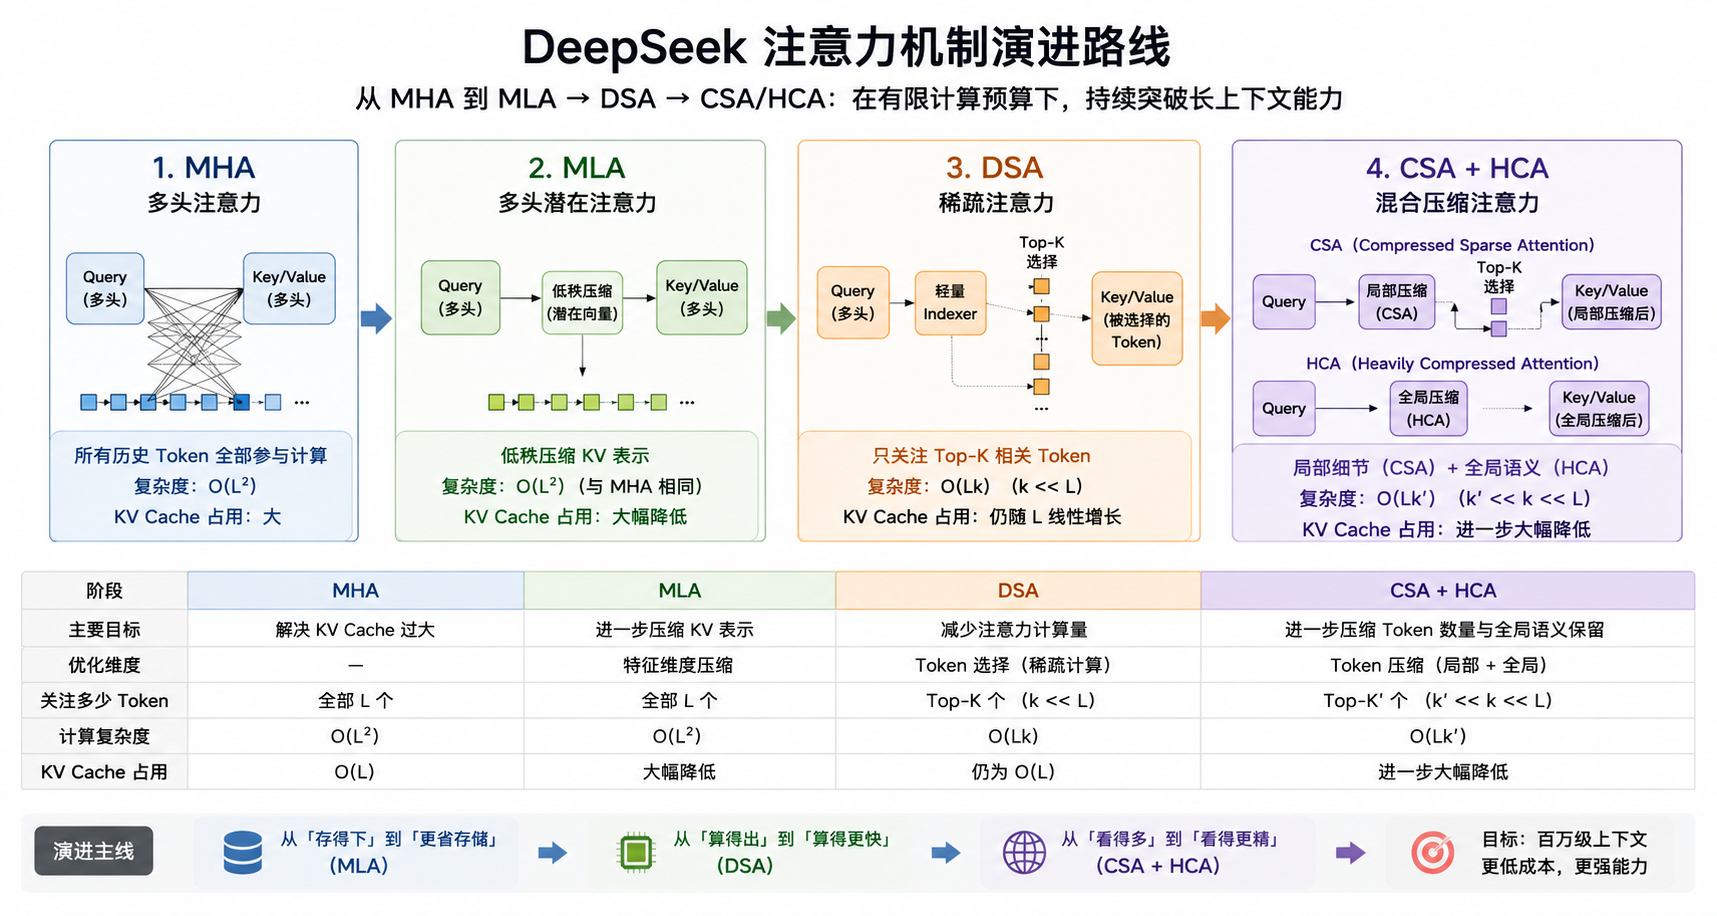 DeepSeek 注意力机制演进路线
从 MHA 到 MLA → DSA → CSA/HCA：在有限计算预算下，持续突破长上下文能力
1. MHA
多头注意力
Query
(多头)
Key/Value
(多头)
...
所有历史 Token 全部参与计算
复杂度：O(L²)
KV Cache 占用：大
2. MLA
多头潜在注意力
Query
(多头)
低秩压缩
(潜在向量)
Key/Value
(多头)
...
低秩压缩 KV 表示
复杂度：O(L²)（与 MHA 相同）
KV Cache 占用：大幅降低
3. DSA
稀疏注意力
Top-K
选择
Query
(多头)
轻量
Indexer
...
...
Key/Value
(被选择的
Token)
只关注 Top-K 相关 Token
复杂度：O(Lk) （k << L）
KV Cache 占用：仍随 L 线性增长
4. CSA + HCA
混合压缩注意力
CSA（Compressed Sparse Attention）
Top-K
选择
Query
局部压缩
(CSA)
Key/Value
(局部压缩后)
HCA（Heavily Compressed Attention）
Query
全局压缩
(HCA)
Key/Value
(全局压缩后)
局部细节（CSA）+ 全局语义（HCA）
复杂度：O(Lk′) （k′ << k << L）
KV Cache 占用：进一步大幅降低
阶段 MHA MLA DSA CSA + HCA
主要目标 解决 KV Cache 过大 进一步压缩 KV 表示 减少注意力计算量 进一步压缩 Token 数量与全局语义保留
优化维度 — 特征维度压缩 Token 选择（稀疏计算） Token 压缩（局部 + 全局）
关注多少 Token 全部 L 个 全部 L 个 Top-K 个 （k << L） Top-K′ 个 （k′ << k << L）
计算复杂度 O(L²) O(L²) O(Lk) O(Lk′)
KV Cache 占用 O(L) 大幅降低 仍为 O(L) 进一步大幅降低
演进主线
从「存得下」到「更省存储」
（MLA）
从「算得出」到「算得更快」
（DSA）
从「看得多」到「看得更精」
（CSA + HCA）
目标：百万级上下文
更低成本，更强能力